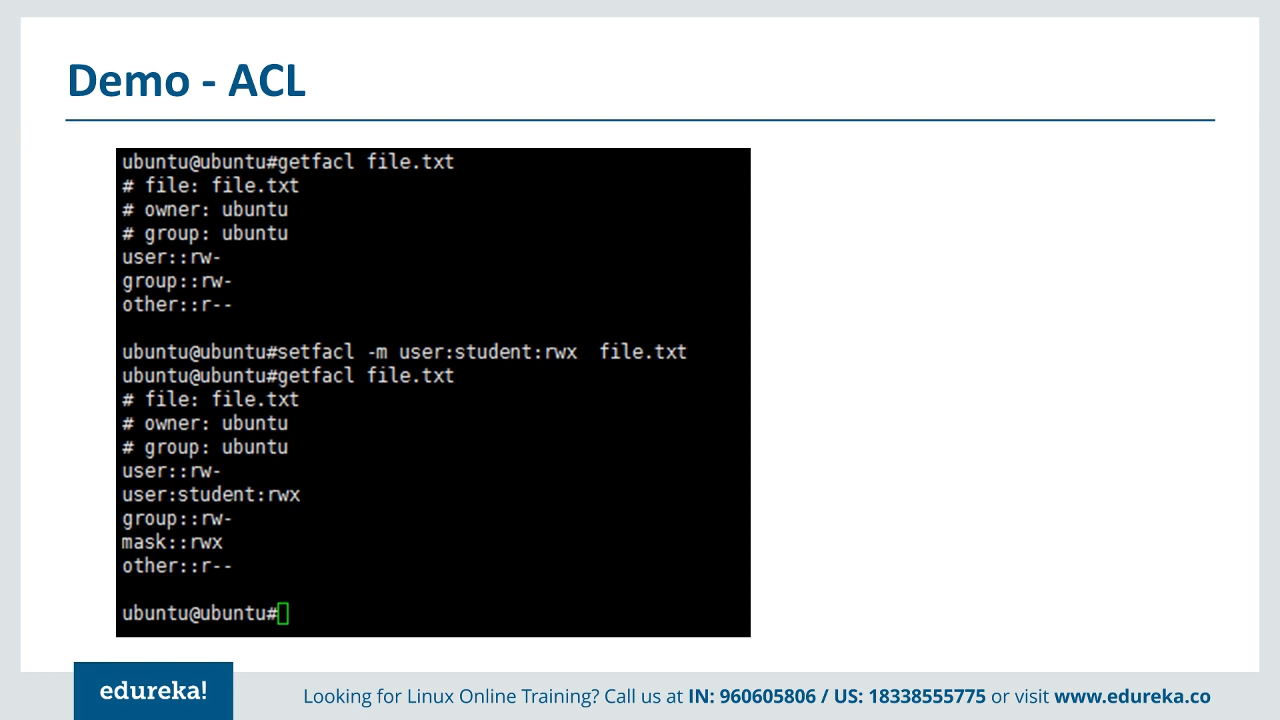 Demo - ACL
ubuntu@ubuntu#getfacl file.txt
# file: file.txt
# owner: ubuntu
# group: ubuntu
user::rw-
group::rw-
other::r--
ubuntu@ubuntu#setfacl -m user:student:rwx  file.txt
ubuntu@ubuntu#getfacl file.txt
# file: file.txt
# owner: ubuntu
# group: ubuntu
user::rw-
user:student:rwx
group::rw-
mask::rwx
other::r--
ubuntu@ubuntu#
edureka!
Looking for Linux Online Training? Call us at IN: 960605806 / US: 18338555775 or visit www.edureka.co